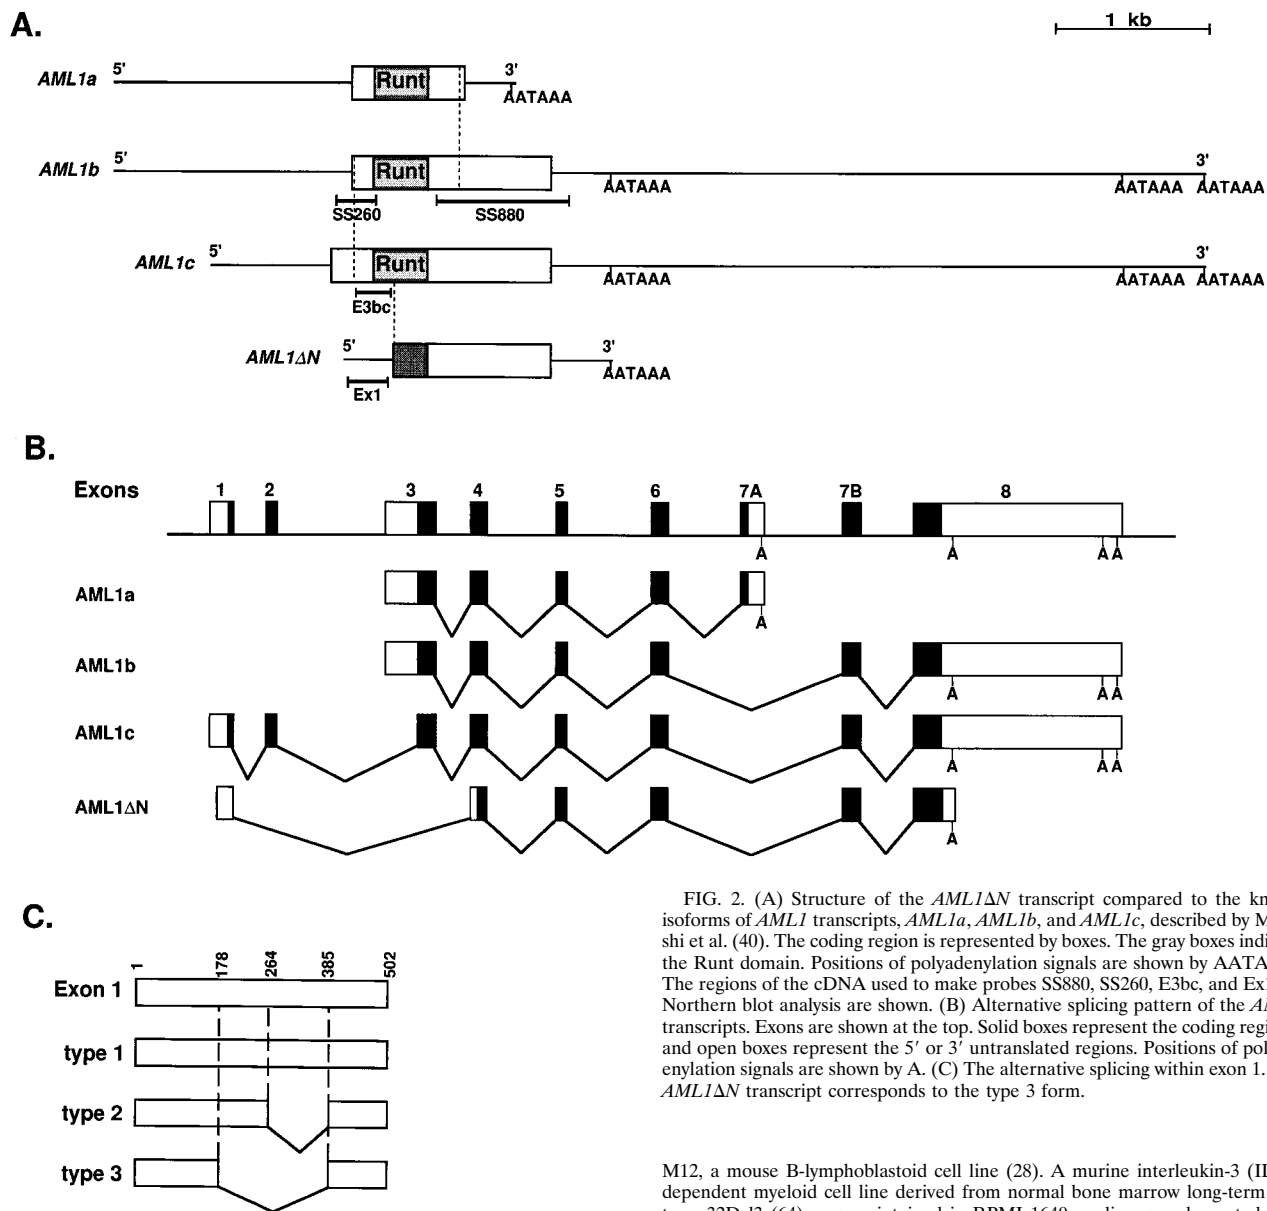 A.
1 kb
AML1a 5' Runt 3'
AATAAA
AML1b 5' Runt 3'
AATAAA AATAAA AATAAA
SS260 SS880
AML1c 5' Runt 3'
AATAAA AATAAA AATAAA
E3bc
AML1ΔN 5' 3'
AATAAA
Ex1
B.
Exons 1 2 3 4 5 6 7A 7B 8
A A A A
AML1a
A
AML1b
A A A
AML1c
A A A
AML1ΔN
A
C.
1 178 264 385 502
Exon 1
type 1
type 2
type 3
FIG. 2. (A) Structure of the AML1ΔN transcript compared to the kn
isoforms of AML1 transcripts, AML1a, AML1b, and AML1c, described by M
shi et al. (40). The coding region is represented by boxes. The gray boxes indi
the Runt domain. Positions of polyadenylation signals are shown by AATA
The regions of the cDNA used to make probes SS880, SS260, E3bc, and Ex1
Northern blot analysis are shown. (B) Alternative splicing pattern of the A
transcripts. Exons are shown at the top. Solid boxes represent the coding regi
and open boxes represent the 5′ or 3′ untranslated regions. Positions of pol
enylation signals are shown by A. (C) The alternative splicing within exon 1.
AML1ΔN transcript corresponds to the type 3 form.
M12, a mouse B-lymphoblastoid cell line (28). A murine interleukin-3 (II
dependent myeloid cell line derived from normal bone marrow long-term